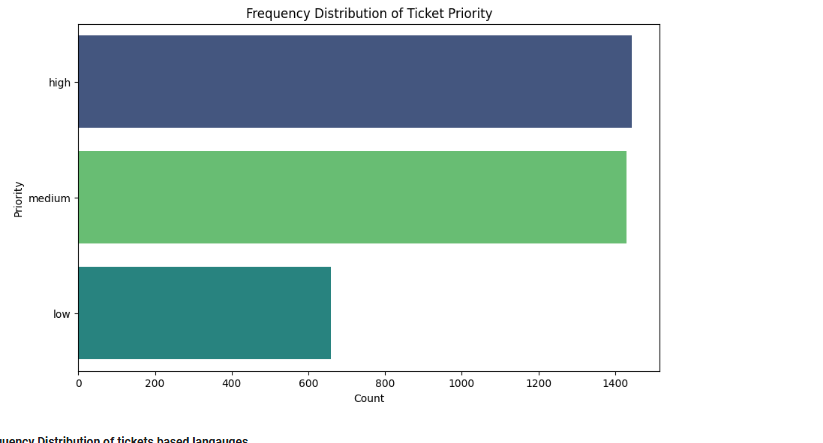 Frequency Distribution of Ticket Priority
high
medium
low
Priority
0 200 400 600 800 1000 1200 1400
Count
Distribution of tickets based langauges